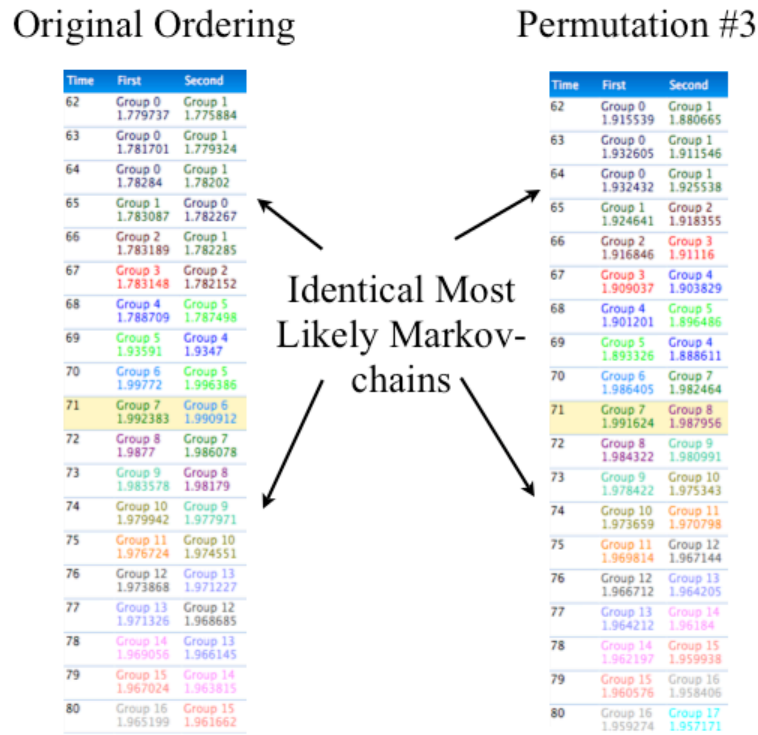 Original Ordering
Permutation #3
Time First Second
62 Group 0 Group 1
1.779737 1.775884
63 Group 0 Group 1
1.781701 1.779324
64 Group 0 Group 1
1.78284 1.78202
65 Group 1 Group 0
1.783087 1.782267
66 Group 2 Group 1
1.783189 1.782285
67 Group 3 Group 2
1.783148 1.782152
68 Group 4 Group 5
1.788709 1.787498
69 Group 5 Group 4
1.93591 1.9347
70 Group 6 Group 5
1.99772 1.996386
71 Group 7 Group 6
1.992383 1.990912
72 Group 8 Group 7
1.9877 1.986078
73 Group 9 Group 8
1.983578 1.98179
74 Group 10 Group 9
1.979942 1.977971
75 Group 11 Group 10
1.976724 1.974551
76 Group 12 Group 13
1.973868 1.971227
77 Group 13 Group 12
1.971326 1.968685
78 Group 14 Group 13
1.969056 1.966145
79 Group 15 Group 14
1.967024 1.963815
80 Group 16 Group 15
1.965199 1.961662
Identical Most
Likely Markov-
chains
Time First Second
62 Group 0 Group 1
1.915539 1.880665
63 Group 0 Group 1
1.932605 1.911546
64 Group 0 Group 1
1.932432 1.925538
65 Group 1 Group 2
1.924641 1.918355
66 Group 2 Group 3
1.916846 1.91116
67 Group 3 Group 4
1.909037 1.903829
68 Group 4 Group 5
1.901201 1.896486
69 Group 5 Group 4
1.893326 1.888611
70 Group 6 Group 7
1.986405 1.982464
71 Group 7 Group 8
1.991624 1.987956
72 Group 8 Group 9
1.984322 1.980991
73 Group 9 Group 10
1.978422 1.975343
74 Group 10 Group 11
1.973659 1.970798
75 Group 11 Group 12
1.969814 1.967144
76 Group 12 Group 13
1.966712 1.964205
77 Group 13 Group 14
1.964212 1.96184
78 Group 14 Group 15
1.962197 1.959938
79 Group 15 Group 16
1.960576 1.958406
80 Group 16 Group 17
1.959274 1.957171